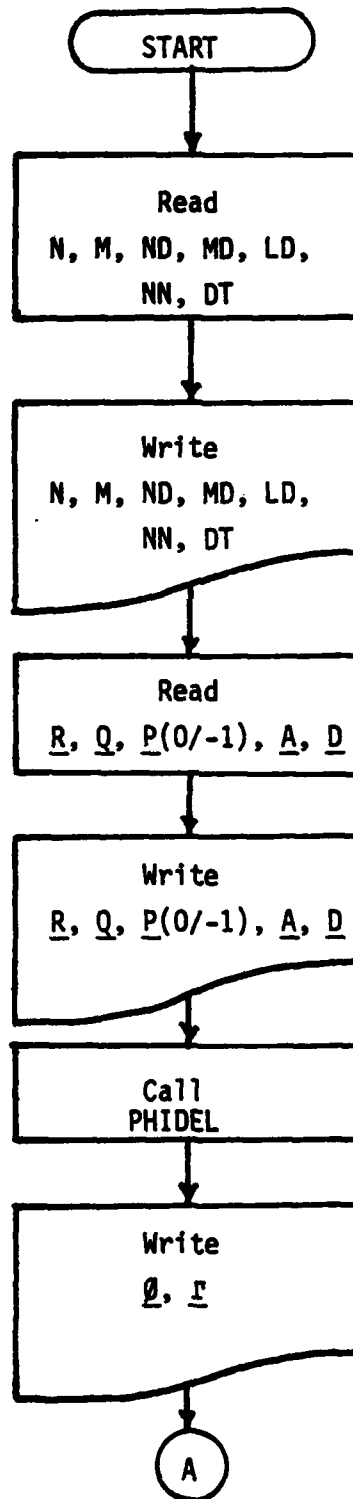 START
Read
N, M, ND, MD, LD,
NN, DT
Write
N, M, ND, MD, LD,
NN, DT
Read
R, Q, P(0/-1), A, D
Write
R, Q, P(0/-1), A, D
Call
PHIDEL
Write
Ø, Γ
A